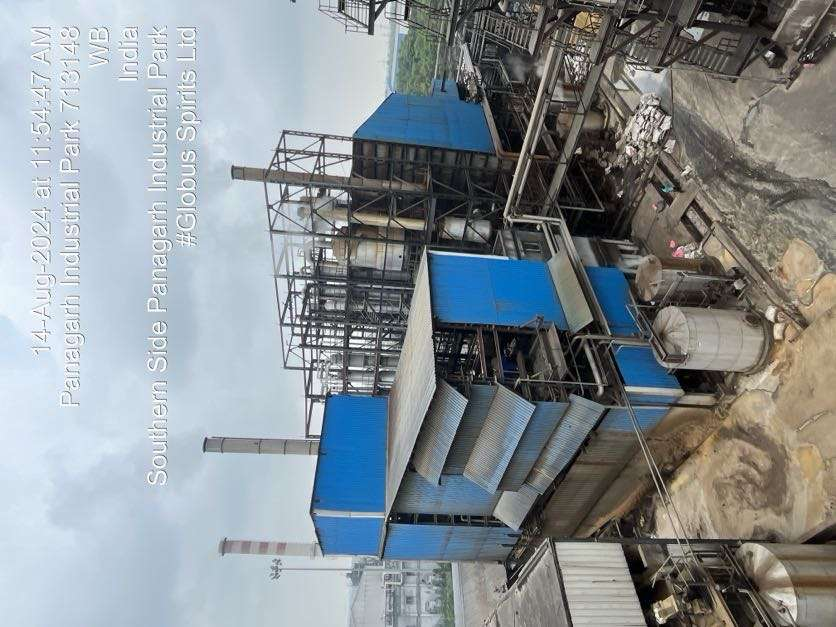 14-Aug-2024 at 11:54:47 AM
Panagarh Industrial Park 713148
WB
India
Southern Side Panagarh Industrial Park
#Globus Spirits Ltd